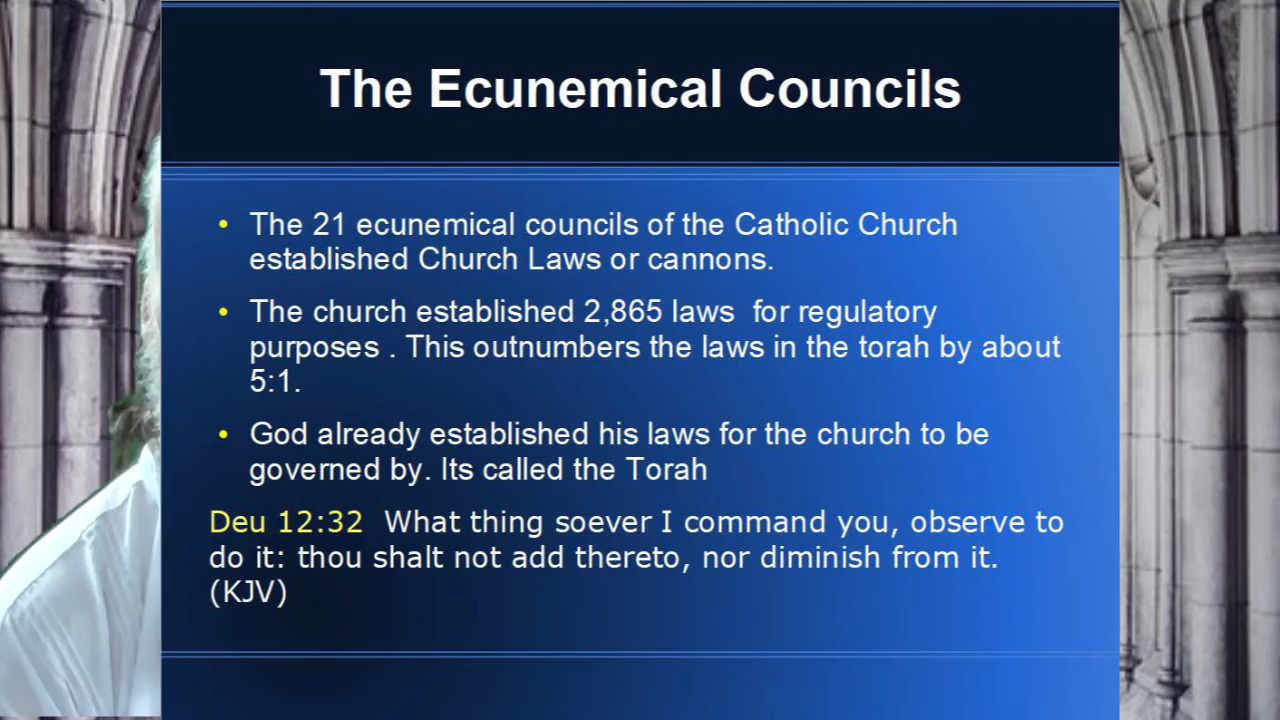 The Ecunemical Councils
• The 21 ecunemical councils of the Catholic Church
established Church Laws or cannons.
• The church established 2,865 laws  for regulatory
purposes . This outnumbers the laws in the torah by about
5:1.
• God already established his laws for the church to be
governed by. Its called the Torah
Deu 12:32  What thing soever I command you, observe to
do it: thou shalt not add thereto, nor diminish from it.
(KJV)